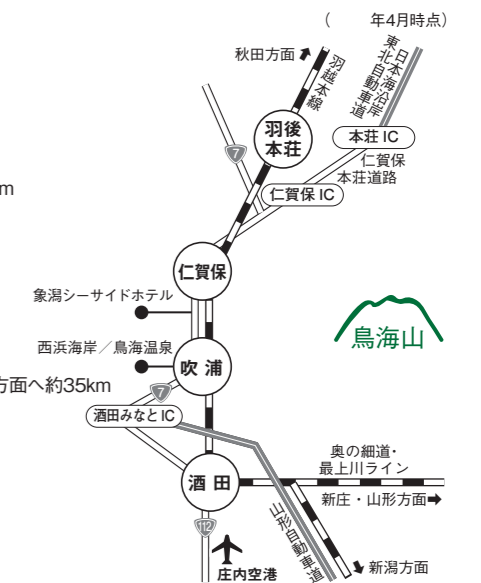 (　　年4月時点)
秋田方面
羽越本線
日本海沿岸
東北自動車道
羽後
本荘
本荘 IC
7
仁賀保
本荘道路
m
仁賀保 IC
仁賀保
象潟シーサイドホテル
鳥海山
西浜海岸／鳥海温泉
吹浦
方面へ約35km
7
酒田みなと IC
奥の細道・
最上川ライン
酒田
新庄・山形方面
山形自動車道
112
庄内空港
新潟方面